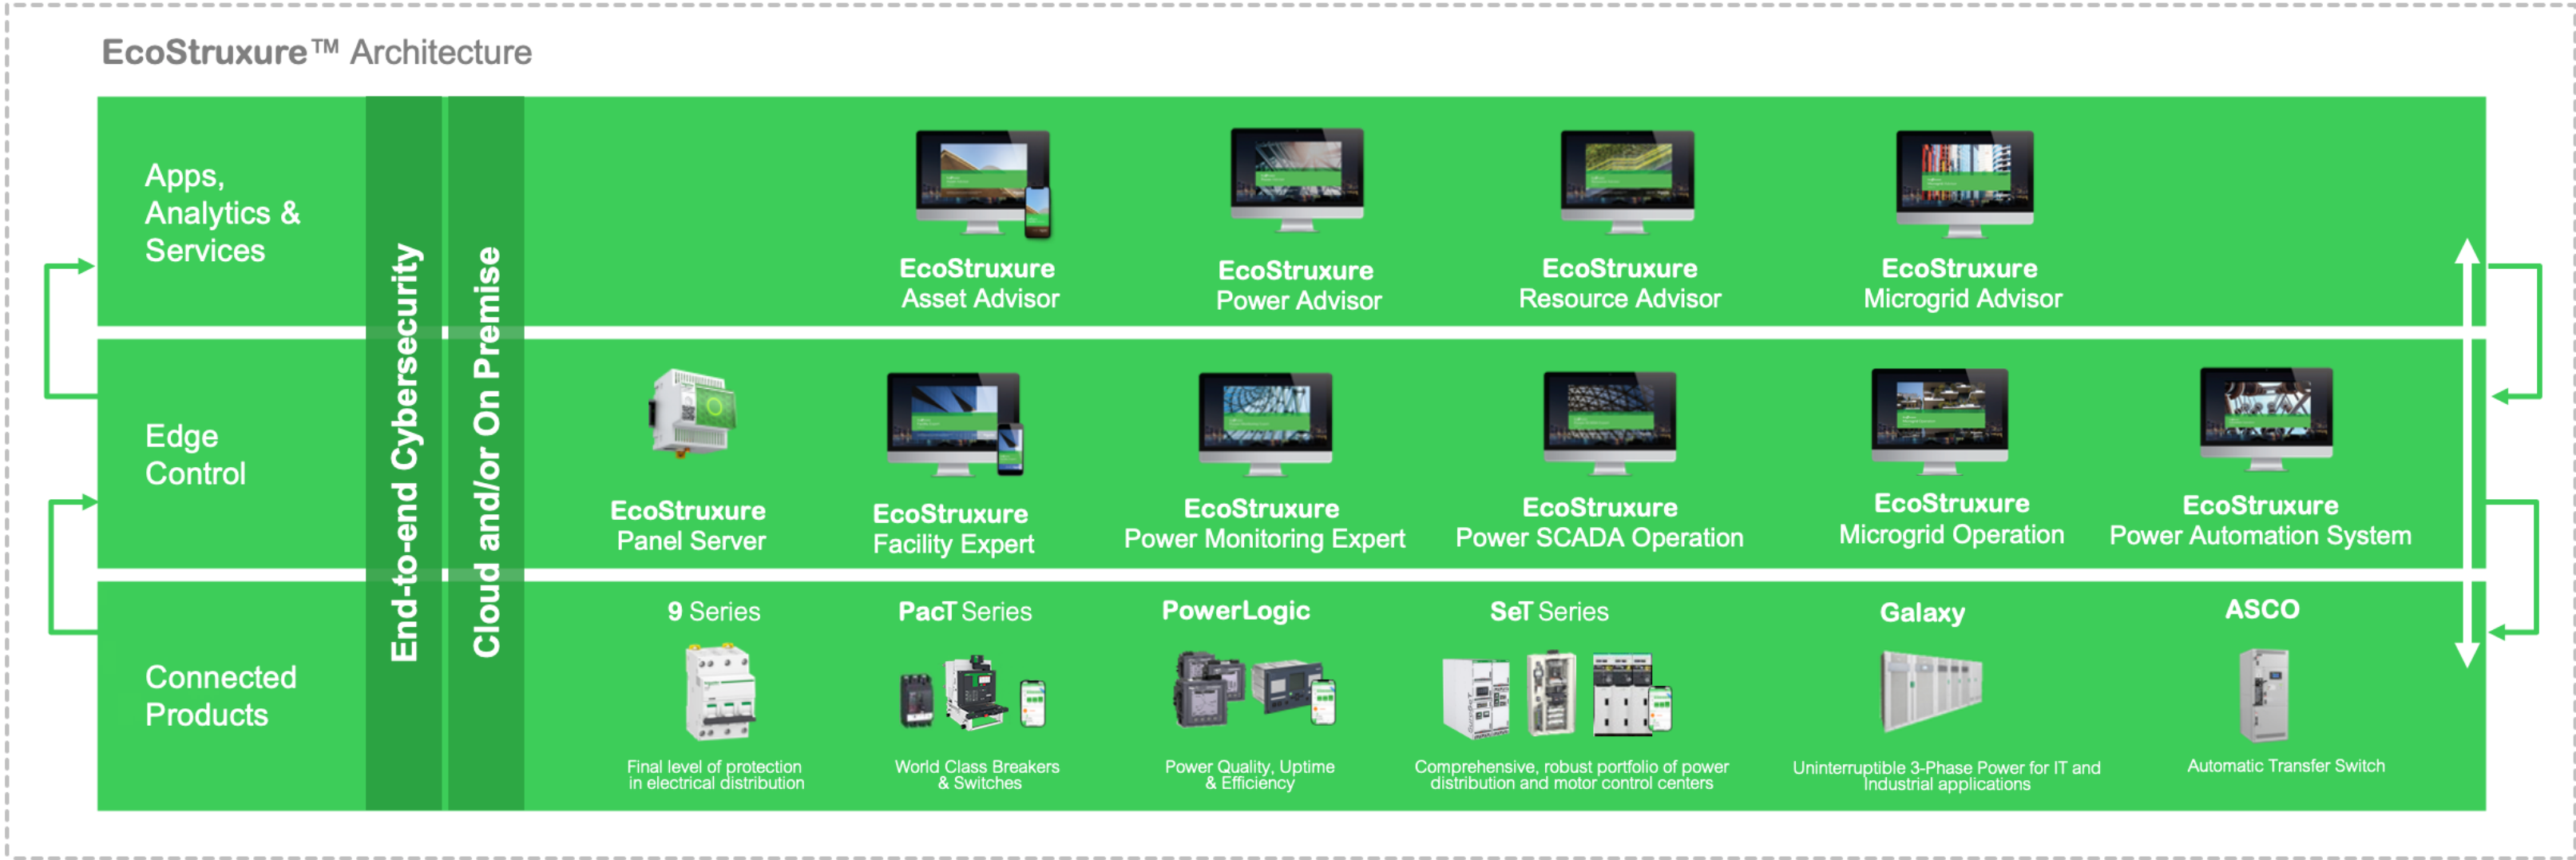 EcoStruxure™ Architecture
Apps,
Analytics &
Services
End-to-end Cybersecurity
Cloud and/or On Premise
EcoStruxure
Asset Advisor
EcoStruxure
Power Advisor
EcoStruxure
Resource Advisor
EcoStruxure
Microgrid Advisor
Edge
Control
EcoStruxure
Panel Server
EcoStruxure
Facility Expert
EcoStruxure
Power Monitoring Expert
EcoStruxure
Power SCADA Operation
EcoStruxure
Microgrid Operation
EcoStruxure
Power Automation System
Connected
Products
9 Series
Final level of protection
in electrical distribution
PacT Series
World Class Breakers
& Switches
PowerLogic
Power Quality, Uptime
& Efficiency
SeT Series
Comprehensive, robust portfolio of power
distribution and motor control centers
Galaxy
Uninterruptible 3-Phase Power for IT and
Industrial applications
ASCO
Automatic Transfer Switch